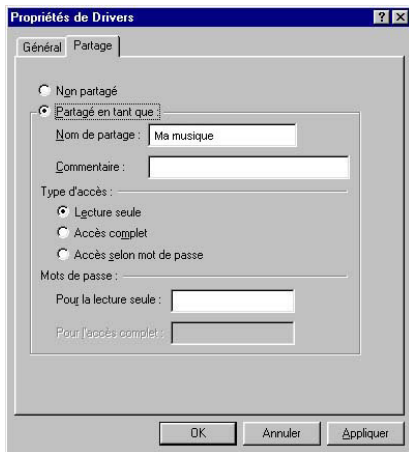 Propriétés de Drivers
Général Partage
Non partagé
Partagé en tant que :
Nom de partage : Ma musique
Commentaire :
Type d'accès :
Lecture seule
Accès complet
Accès selon mot de passe
Mots de passe :
Pour la lecture seule :
Pour l'accès complet :
OK Annuler Appliquer